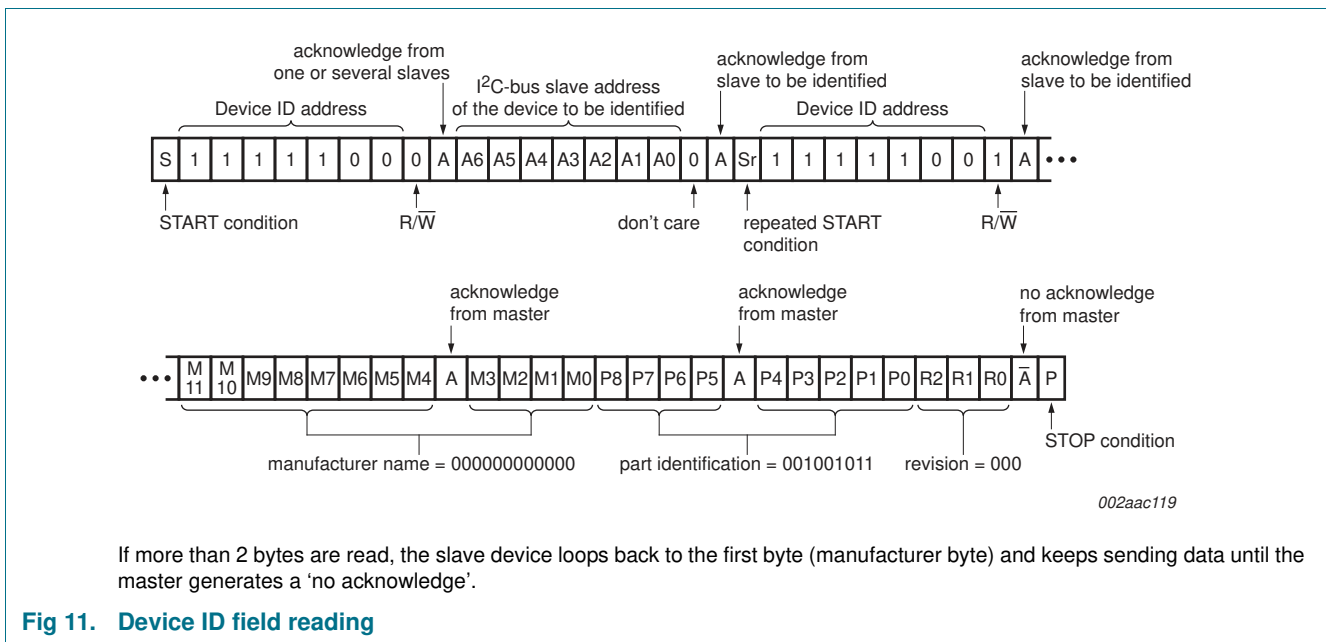 acknowledge from
one or several slaves
acknowledge from
slave to be identified
acknowledge from
slave to be identified
I²C-bus slave address
of the device to be identified
Device ID address
Device ID address
S 1 1 1 1 1 0 0 0 A A6 A5 A4 A3 A2 A1 A0 0 A Sr 1 1 1 1 1 0 0 1 A •••
START condition
R/W̅
don't care
repeated START
condition
R/W̅
acknowledge
from master
acknowledge
from master
no acknowledge
from master
••• M11 M10 M9 M8 M7 M6 M5 M4 A M3 M2 M1 M0 P8 P7 P6 P5 A P4 P3 P2 P1 P0 R2 R1 R0 A̅ P
STOP condition
manufacturer name = 000000000000
part identification = 001001011
revision = 000
002aac119
If more than 2 bytes are read, the slave device loops back to the first byte (manufacturer byte) and keeps sending data until the
master generates a ‘no acknowledge’.
Fig 11. Device ID field reading